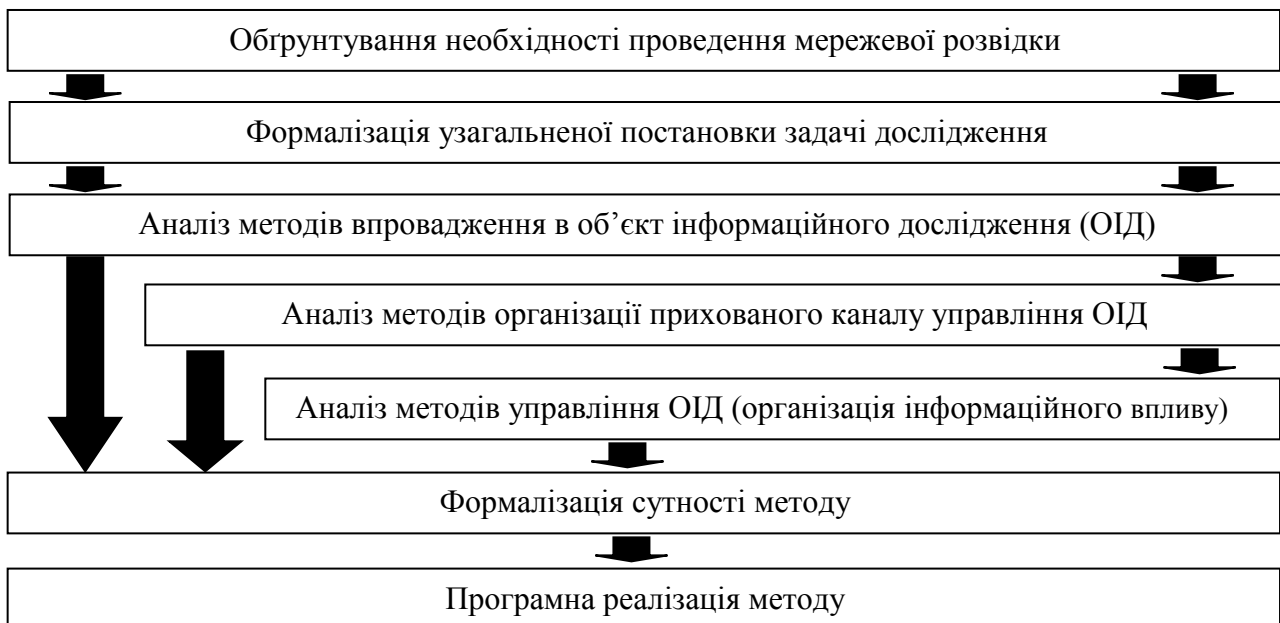 Обґрунтування необхідності проведення мережевої розвідки
Формалізація узагальненої постановки задачі дослідження
Аналіз методів впровадження в об’єкт інформаційного дослідження (ОІД)
Аналіз методів організації прихованого каналу управління ОІД
Аналіз методів управління ОІД (організація інформаційного впливу)
Формалізація сутності методу
Програмна реалізація методу